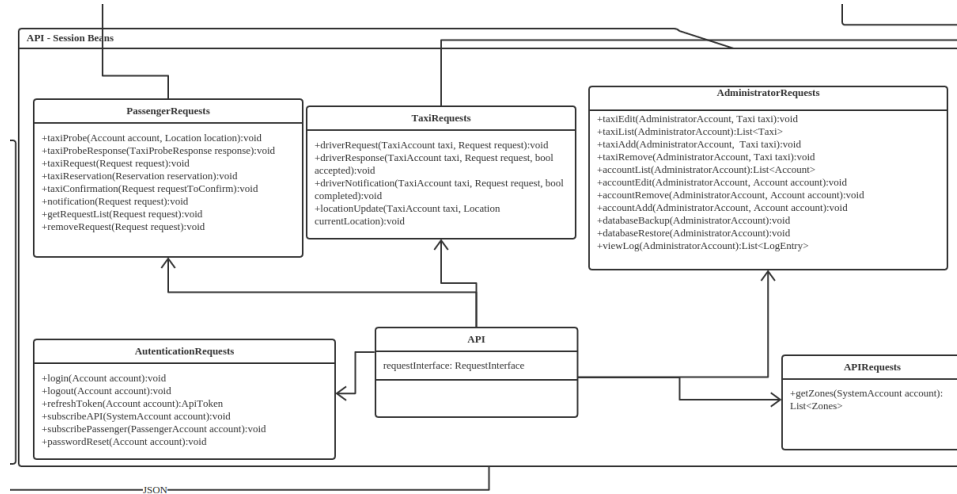 API - Session Beans
PassengerRequests
+taxiProbe(Account account, Location location):void
+taxiProbeResponse(TaxiProbeResponse response):void
+taxiRequest(Request request):void
+taxiReservation(Reservation reservation):void
+taxiConfirmation(Request requestToConfirm):void
+notification(Request request):void
+getRequestList(Request request):void
+removeRequest(Request request):void
TaxiRequests
+driverRequest(TaxiAccount taxi, Request request):void
+driverResponse(TaxiAccount taxi, Request request, bool
accepted):void
+driverNotification(TaxiAccount taxi, Request request, bool
completed):void
+locationUpdate(TaxiAccount taxi, Location
currentLocation):void
AdministratorRequests
+taxiEdit(AdministratorAccount, Taxi taxi):void
+taxiList(AdministratorAccount):List<Taxi>
+taxiAdd(AdministratorAccount, Taxi taxi):void
+taxiRemove(AdministratorAccount, Taxi taxi):void
+accountList(AdministratorAccount):List<Account>
+accountEdit(AdministratorAccount, Account account):void
+accountRemove(AdministratorAccount, Account account):void
+accountAdd(AdministratorAccount, Account account):void
+databaseBackup(AdministratorAccount):void
+databaseRestore(AdministratorAccount):void
+viewLog(AdministratorAccount):List<LogEntry>
AutenticationRequests
+login(Account account):void
+logout(Account account):void
+refreshToken(Account account):ApiToken
+subscribeAPI(SystemAccount account):void
+subscribePassenger(PassengerAccount account):void
+passwordReset(Account account):void
API
requestInterface: RequestInterface
APIRequests
+getZones(SystemAccount account):
List<Zones>
JSON